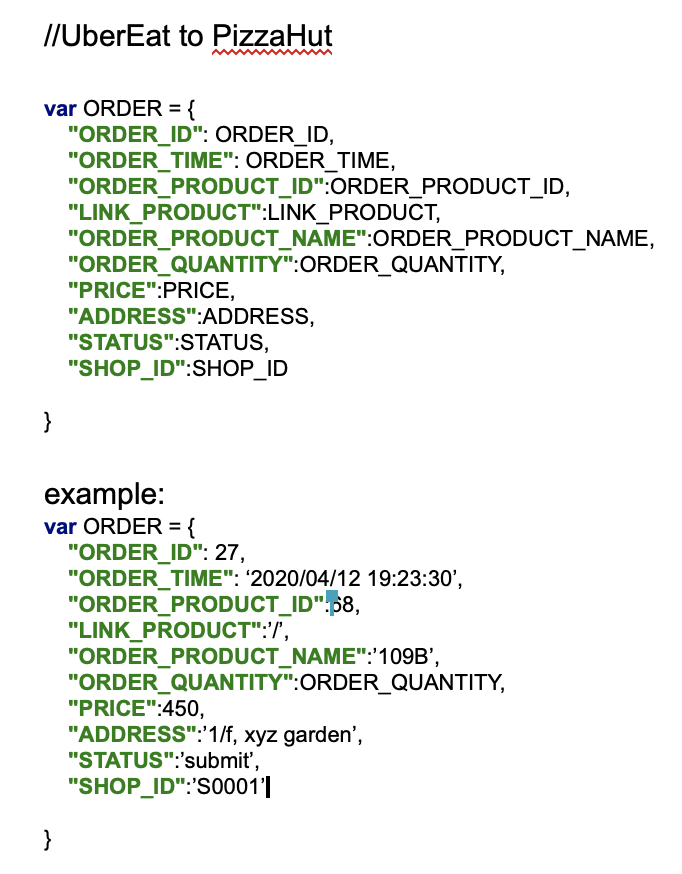 //UberEat to PizzaHut
var ORDER = {
"ORDER_ID": ORDER_ID,
"ORDER_TIME": ORDER_TIME,
"ORDER_PRODUCT_ID":ORDER_PRODUCT_ID,
"LINK_PRODUCT":LINK_PRODUCT,
"ORDER_PRODUCT_NAME":ORDER_PRODUCT_NAME,
"ORDER_QUANTITY":ORDER_QUANTITY,
"PRICE":PRICE,
"ADDRESS":ADDRESS,
"STATUS":STATUS,
"SHOP_ID":SHOP_ID
}
example:
var ORDER = {
"ORDER_ID": 27,
"ORDER_TIME": ‘2020/04/12 19:23:30’,
"ORDER_PRODUCT_ID":
"LINK_PRODUCT":’/’,
"ORDER_PRODUCT_NAME":’109B’,
"ORDER_QUANTITY":ORDER_QUANTITY,
"PRICE":450,
"ADDRESS":’1/f, xyz garden’,
"STATUS":’submit’,
"SHOP_ID":’S0001’
}